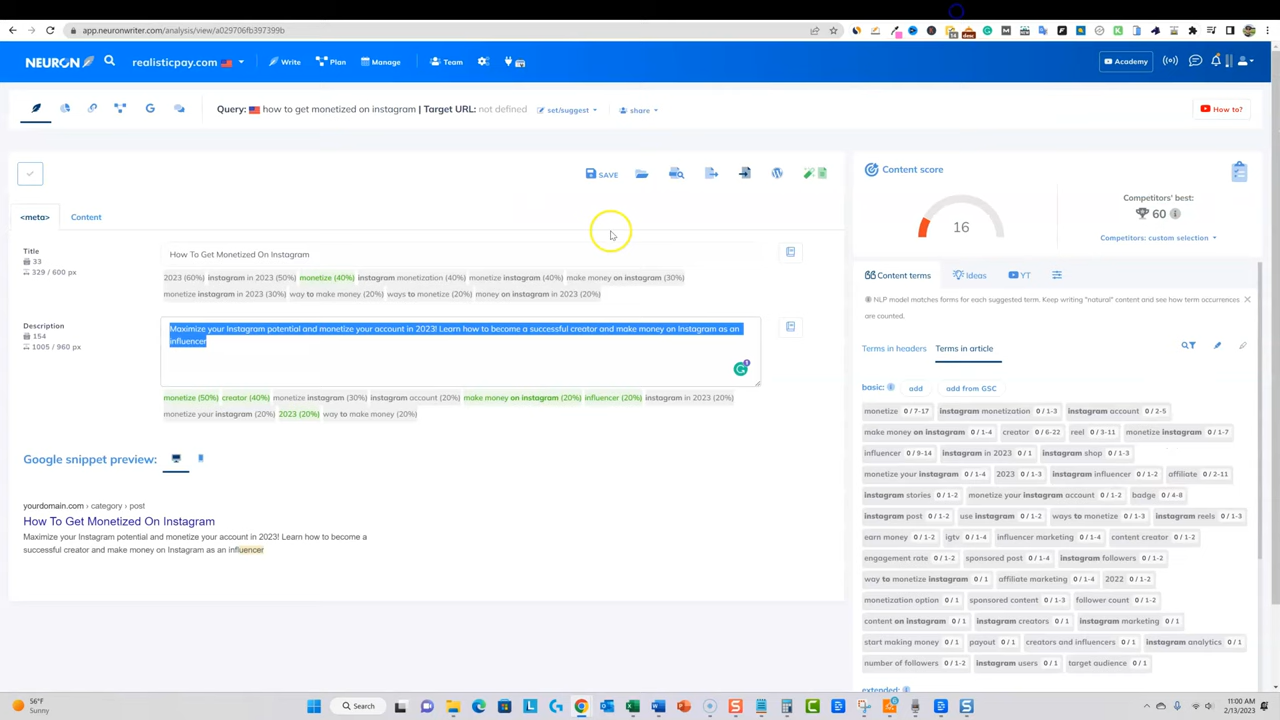 app.neuronwriter.com/analysis/view/a029706fb397399b
NEURON
realisticpay.com
Write
Plan
Manage
Team
Academy
Query: how to get monetized on instagram | Target URL: not defined
set/suggest
share
How to?
SAVE
<meta>
Content
Title
33
329 / 600 px
How To Get Monetized On Instagram
2023 (60%) instagram in 2023 (50%) monetize (40%) instagram monetization (40%) monetize instagram (40%) make money on instagram (30%)
monetize instagram in 2023 (30%) way to make money (20%) ways to monetize (20%) money on instagram in 2023 (20%)
Description
154
1005 / 960 px
Maximize your Instagram potential and monetize your account in 2023! Learn how to become a successful creator and make money on Instagram as an
influencer
monetize (50%) creator (40%) monetize instagram (30%) instagram account (20%) make money on instagram (20%) influencer (20%) instagram in 2023 (20%)
monetize your instagram (20%) 2023 (20%) way to make money (20%)
Google snippet preview:
yourdomain.com › category › post
How To Get Monetized On Instagram
Maximize your Instagram potential and monetize your account in 2023! Learn how to become a
successful creator and make money on Instagram as an influencer
Content score
16
Competitors' best:
60
Competitors: custom selection
Content terms
Ideas
YT
NLP model matches forms for each suggested term. Keep writing "natural" content and see how term occurrences
are counted.
Terms in headers
Terms in article
basic:
add
add from GSC
monetize 0 / 7-17 instagram monetization 0 / 1-3 instagram account 0 / 2-5
make money on instagram 0 / 1-4 creator 0 / 6-22 reel 0 / 3-11 monetize instagram 0 / 1-7
influencer 0 / 9-14 instagram in 2023 0 / 1 instagram shop 0 / 1-3
monetize your instagram 0 / 1-4 2023 0 / 1-3 instagram influencer 0 / 1-2 affiliate 0 / 2-11
instagram stories 0 / 1-2 monetize your instagram account 0 / 1-2 badge 0 / 4-8
instagram post 0 / 1-2 use instagram 0 / 1-2 ways to monetize 0 / 1-3 instagram reels 0 / 1-3
earn money 0 / 1-2 igtv 0 / 1-4 influencer marketing 0 / 1-4 content creator 0 / 1-2
engagement rate 0 / 1-2 sponsored post 0 / 1-4 instagram followers 0 / 1-2
way to monetize instagram 0 / 1 affiliate marketing 0 / 1-4 2022 0 / 1-2
monetization option 0 / 1 sponsored content 0 / 1-3 follower count 0 / 1-2
content on instagram 0 / 1 instagram creators 0 / 1 instagram marketing 0 / 1
start making money 0 / 1 payout 0 / 1 creators and influencers 0 / 1 instagram analytics 0 / 1
number of followers 0 / 1-2 instagram users 0 / 1 target audience 0 / 1
extended:
56°F
Sunny
Search
11:00 AM
2/13/2023